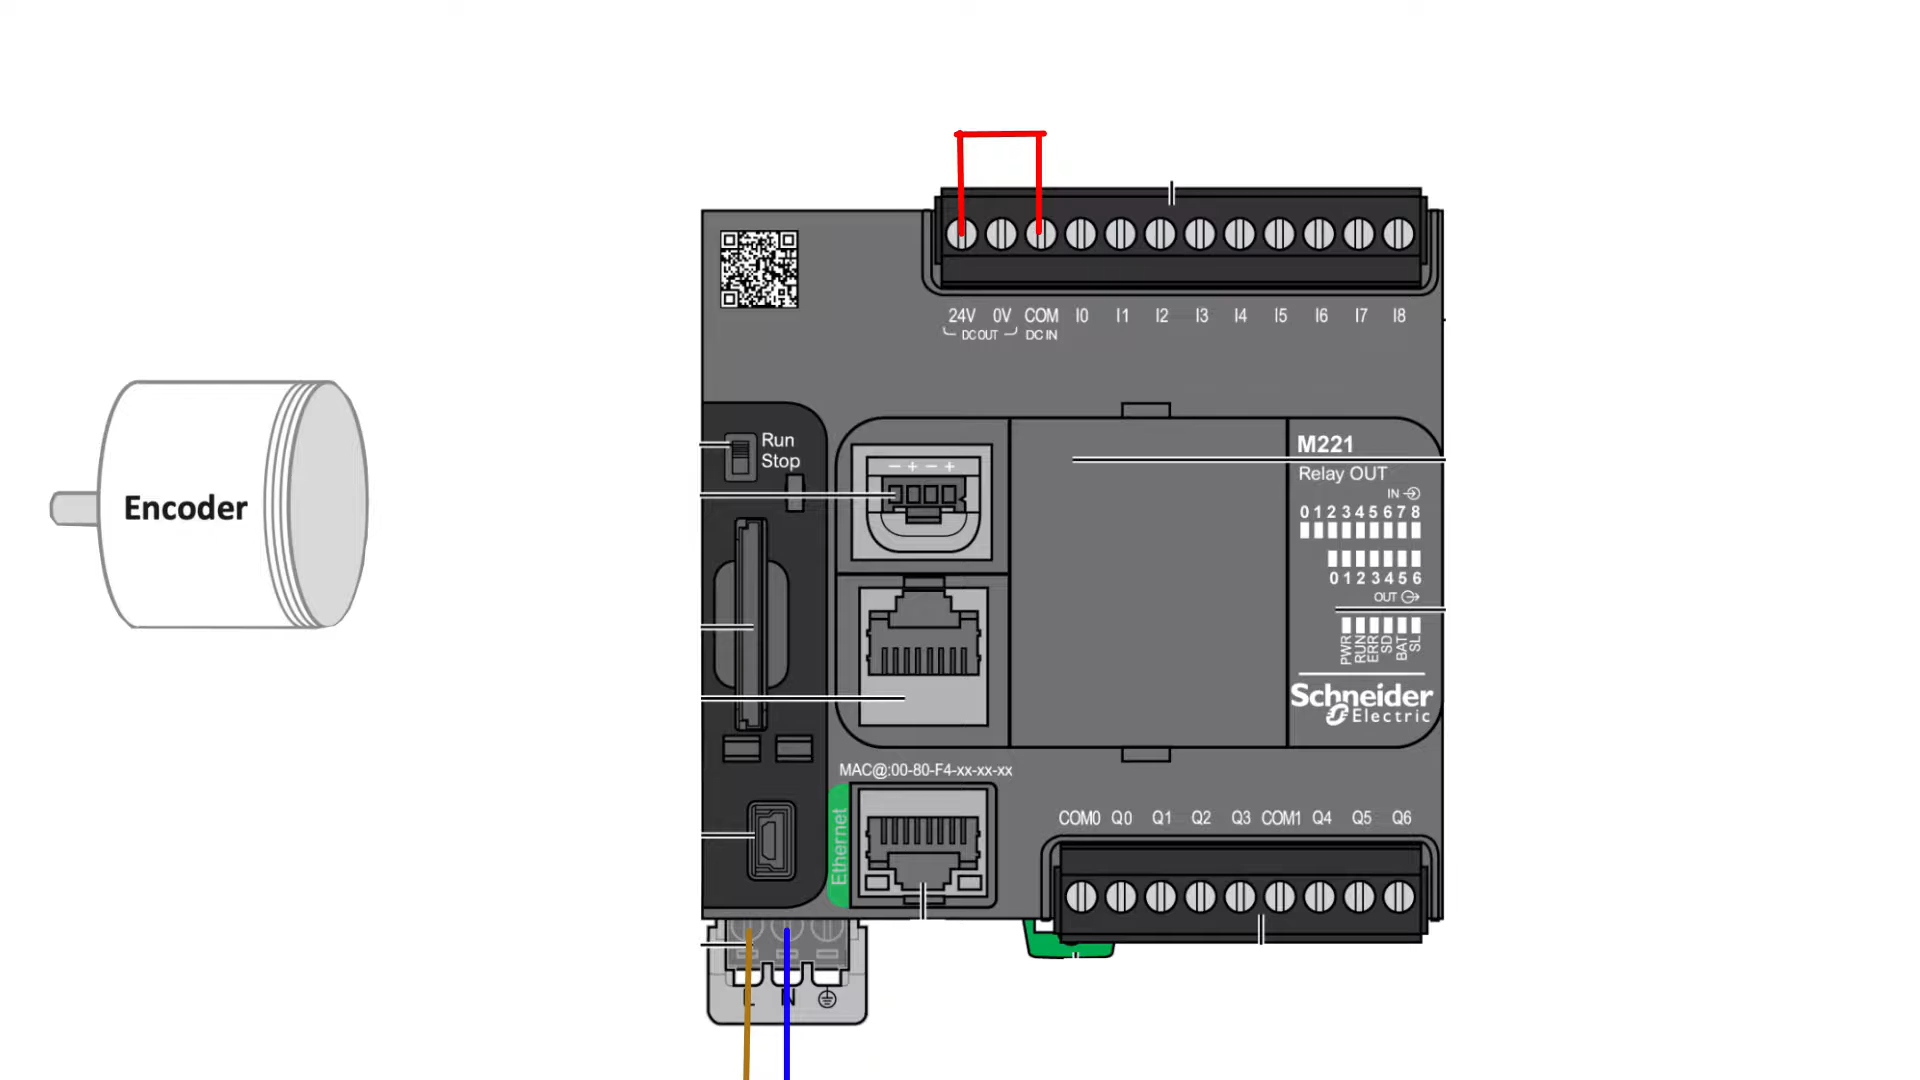 24V 0V COM I0 I1 I2 I3 I4 I5 I6 I7 I8
DC OUT DC IN
Run
Stop
M221
Relay OUT
IN
0 1 2 3 4 5 6 7 8
0 1 2 3 4 5 6
OUT
PWR
RUN
ERR
SD
BAT
SL
Schneider
Electric
Encoder
- + - +
MAC@:00-80-F4-xx-xx-xx
Ethernet
COM0 Q0 Q1 Q2 Q3 COM1 Q4 Q5 Q6
L N